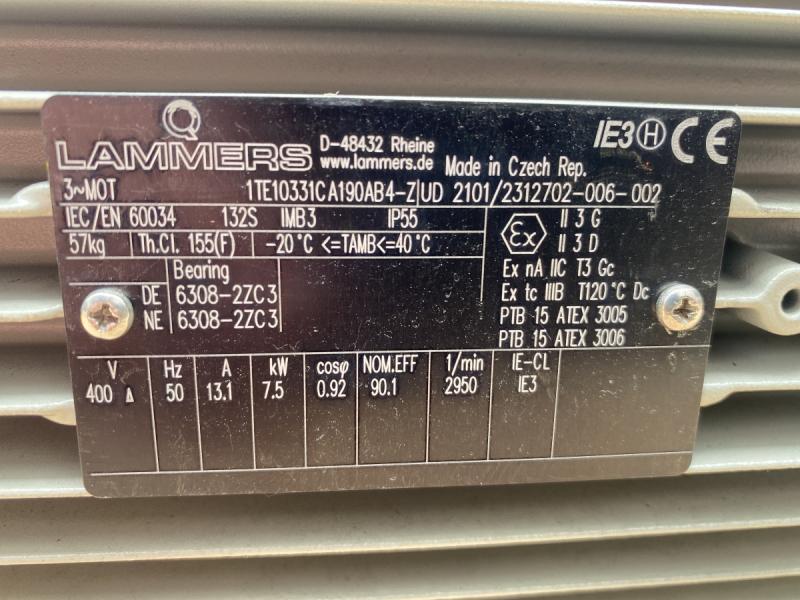 LAMMERS
D-48432 Rheine
www.lammers.de
Made in Czech Rep.
IE3 H CE
3~MOT 1TE10331CA190AB4-Z UD 2101/2312702-006-002
IEC/EN 60034 132S IMB3 IP55
57kg Th.Cl. 155(F) -20°C <=TAMB<=40°C
Bearing
DE 6308-2ZC3
NE 6308-2ZC3
Ex II 3 G
II 3 D
Ex nA IIC T3 Gc
Ex tc IIIB T120°C Dc
PTB 15 ATEX 3005
PTB 15 ATEX 3006
V Hz A kW cosφ NOM.EFF 1/min IE-CL
400 Δ 50 13.1 7.5 0.92 90.1 2950 IE3